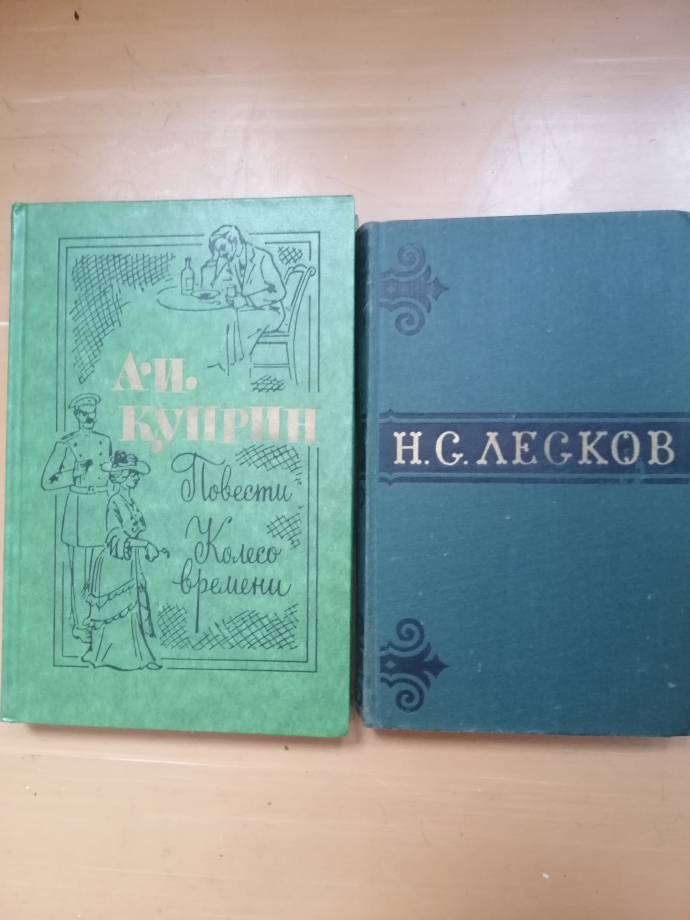 А.И.
КУПРИН
Повести
Колесо
времени
Н.С.ЛЕСКОВ